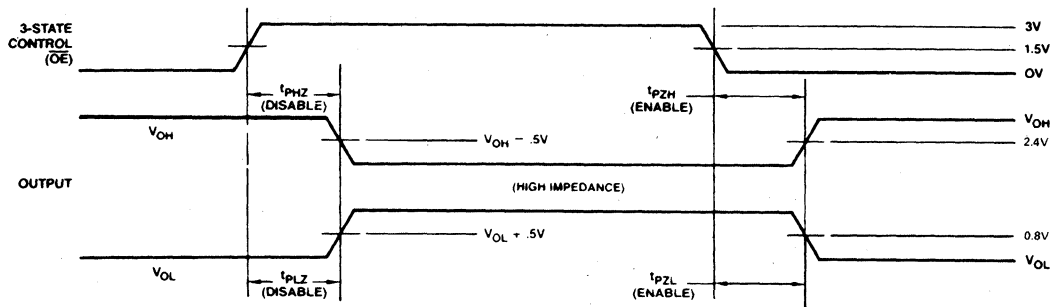 3-STATE
CONTROL
(OE)
3V
1.5V
OV
tPHZ
(DISABLE)
tPZH
(ENABLE)
VOH
VOH
VOH – .5V
2.4V
OUTPUT
(HIGH IMPEDANCE)
VOL + .5V
0.8V
VOL
VOL
tPLZ
(DISABLE)
tPZL
(ENABLE)